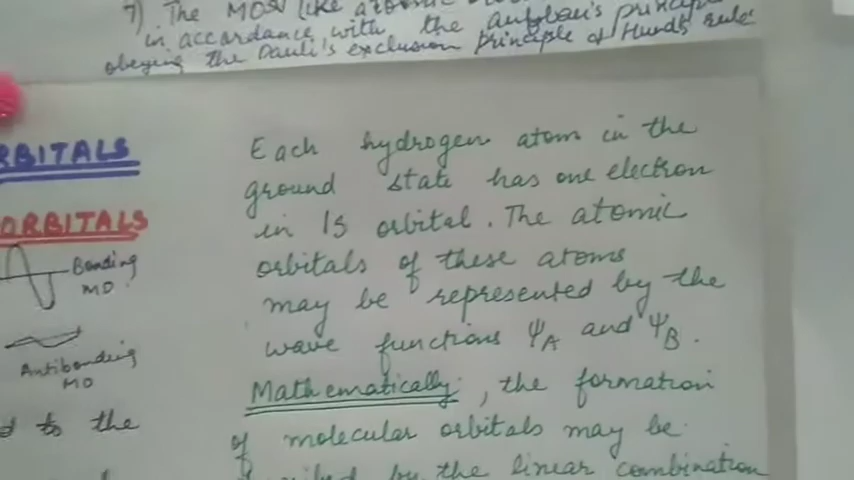 7) The MOs like atomic
in accordance with the aufbau's principle
obeying the Pauli's exclusion principle of Hund's rule
RBITALS
ORBITALS
Bonding
MO
Antibonding
MO
to the
Each hydrogen atom in the
ground state has one electron
in 1S orbital. The atomic
orbitals of these atoms
may be represented by the
wave functions ψA and ψB.
Mathematically, the formation
of molecular orbitals may be
by the linear combination